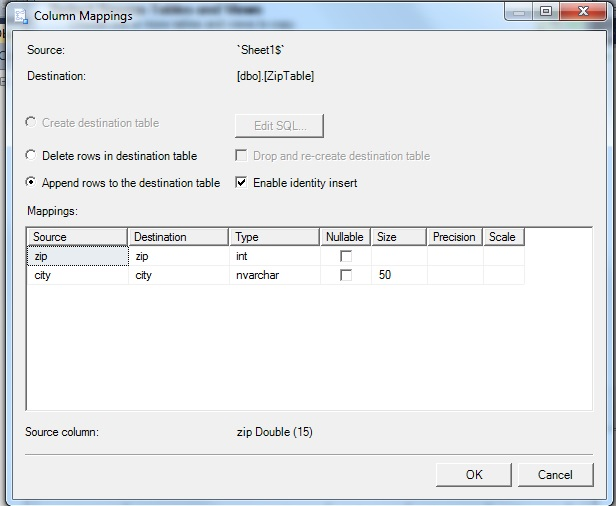 Column Mappings
Source: `Sheet1$`
Destination: [dbo].[ZipTable]
Create destination table Edit SQL...
Delete rows in destination table Drop and re-create destination table
Append rows to the destination table Enable identity insert
Mappings:
Source Destination Type Nullable Size Precision Scale
zip zip int
city city nvarchar 50
Source column: zip Double (15)
OK Cancel